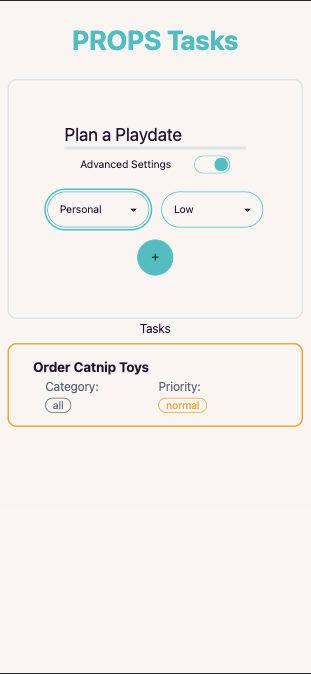 PROPS Tasks
Plan a Playdate
Advanced Settings
Personal Low
+
Tasks
Order Catnip Toys
Category: Priority:
all normal